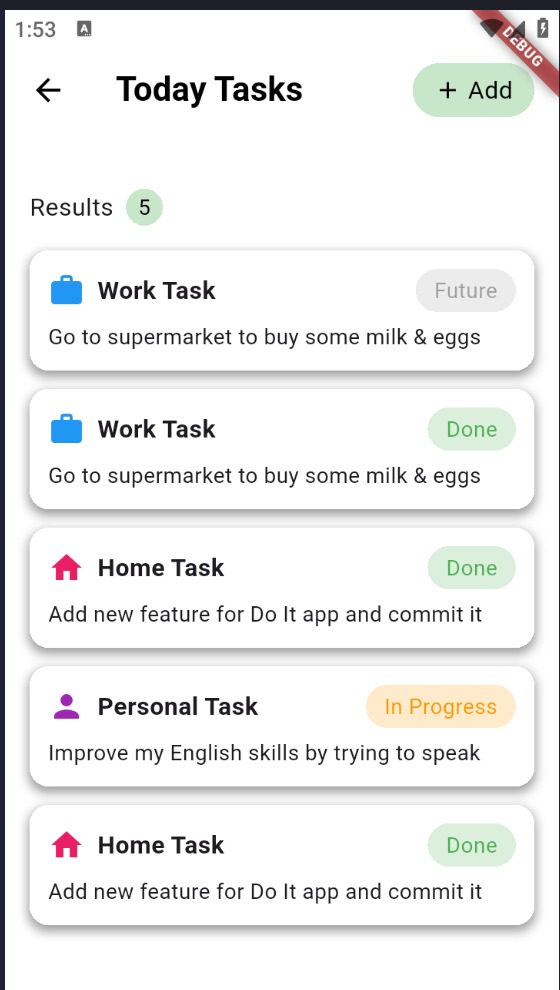 1:53
A
DEBUG
Today Tasks
+ Add
Results 5
Work Task
Future
Go to supermarket to buy some milk & eggs
Work Task
Done
Go to supermarket to buy some milk & eggs
Home Task
Done
Add new feature for Do It app and commit it
Personal Task
In Progress
Improve my English skills by trying to speak
Home Task
Done
Add new feature for Do It app and commit it